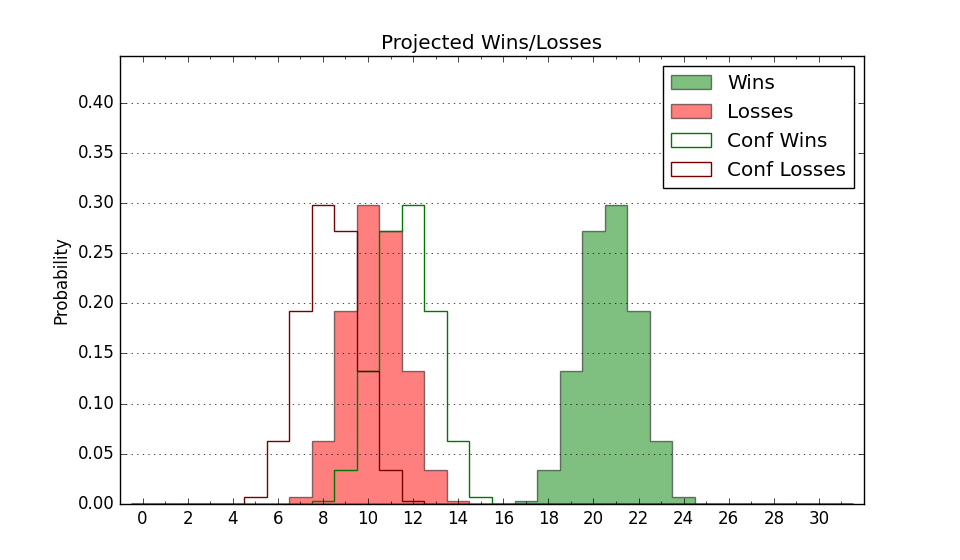 Projected Wins/Losses
Wins
Losses
Conf Wins
Conf Losses
Probability
0.40
0.35
0.30
0.25
0.20
0.15
0.10
0.05
0.00
0 2 4 6 8 10 12 14 16 18 20 22 24 26 28 30